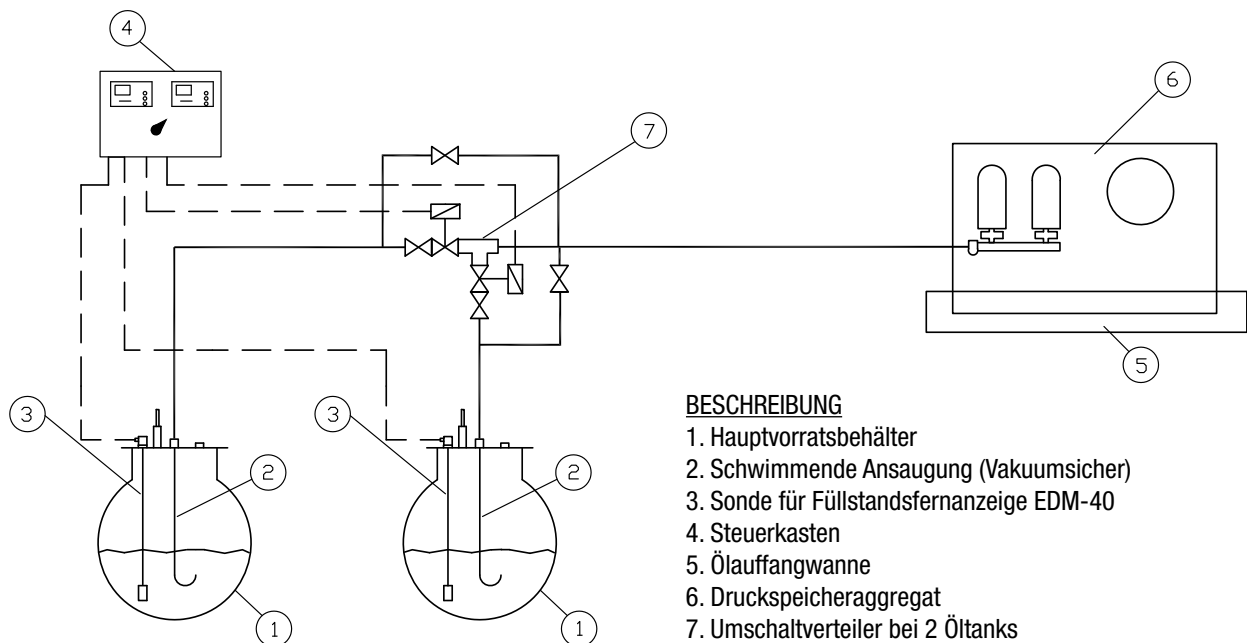 4
6
7
3
2
3
2
5
1
1
BESCHREIBUNG
1. Hauptvorratsbehälter
2. Schwimmende Ansaugung (Vakuumsicher)
3. Sonde für Füllstandsfernanzeige EDM-40
4. Steuerkasten
5. Ölauffangwanne
6. Druckspeicheraggregat
7. Umschaltverteiler bei 2 Öltanks